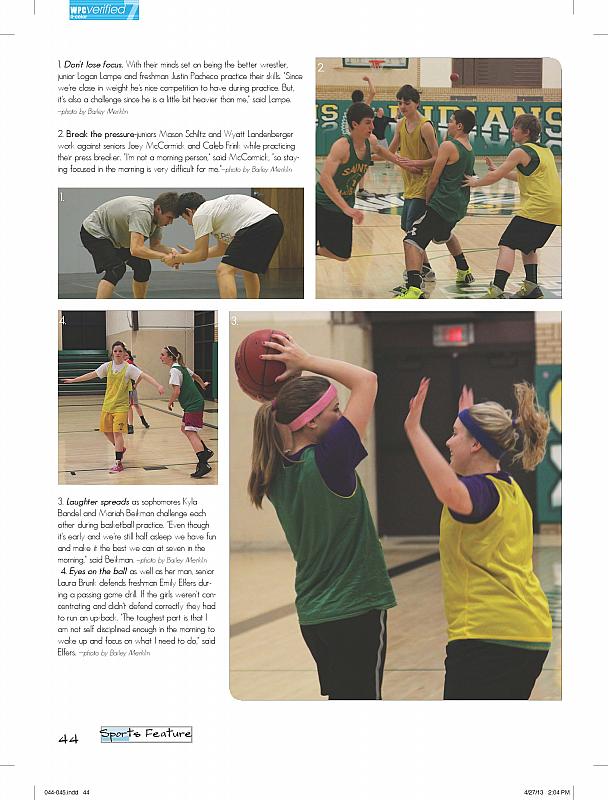 WPC verified 7
4-color
1. Don't lose focus. With their minds set on being the better wrestler,
junior Logan Lampe and freshman Justin Pacheco practice their skills. "Since
we're close in weight he's nice competition to have during practice. But,
it's also a challenge since he is a little bit heavier than me," said Lampe.
—photo by Bailey Merklin
2. Break the pressure-juniors Mason Schiltz and Wyatt Landenberger
work against seniors Joey McCormick and Caleb Frink while practicing
their press breaker. "I'm not a morning person," said McCormick, "so stay-
ing focused in the morning is very difficult for me."—photo by Bailey Merklin
1.
2.
INDIANS
SAINTS
4.
3.
EXIT
3. Laughter spreads as sophomores Kyla
Bandel and Mariah Beikman challenge each
other during basketball practice. "Even though
it's early and we're still half asleep we have fun
and make it the best we can at seven in the
morning," said Beikman. —photo by Bailey Merklin
4. Eyes on the ball as well as her man, senior
Laura Brunk defends freshman Emily Elfers dur-
ing a passing game drill. If the girls weren't con-
centrating and didn't defend correctly they had
to run an up-back. "The toughest part is that I
am not self disciplined enough in the morning to
wake up and focus on what I need to do," said
Elfers. —photo by Bailey Merklin
44
Sports Feature
044-045.indd 44
4/27/13 2:04 PM